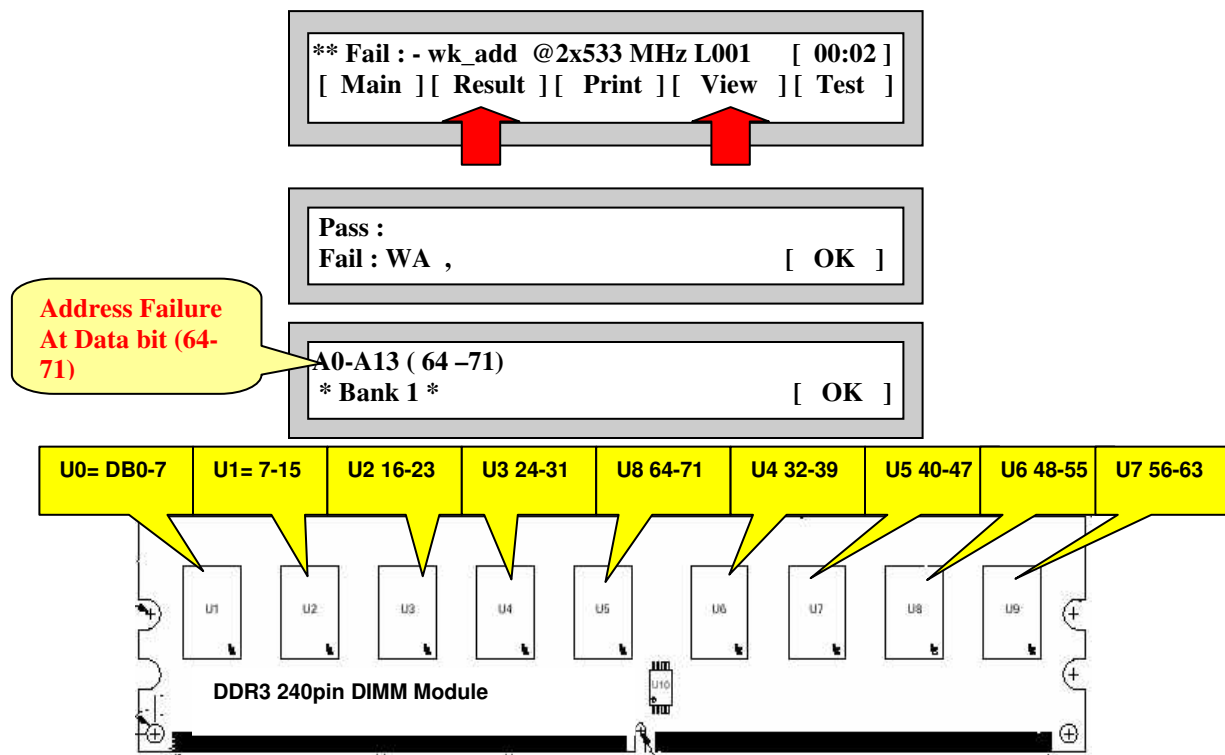 ** Fail : - wk_add @2x533 MHz L001 [ 00:02 ]
[ Main ] [ Result ] [ Print ] [ View ] [ Test ]
Pass :
Fail : WA , [ OK ]
Address Failure
At Data bit (64-
71)
A0-A13 ( 64 –71)
* Bank 1 * [ OK ]
U0= DB0-7 U1= 7-15 U2 16-23 U3 24-31 U8 64-71 U4 32-39 U5 40-47 U6 48-55 U7 56-63
U1 U2 U3 U4 U5 U6 U7 U8 U9
U10
DDR3 240pin DIMM Module